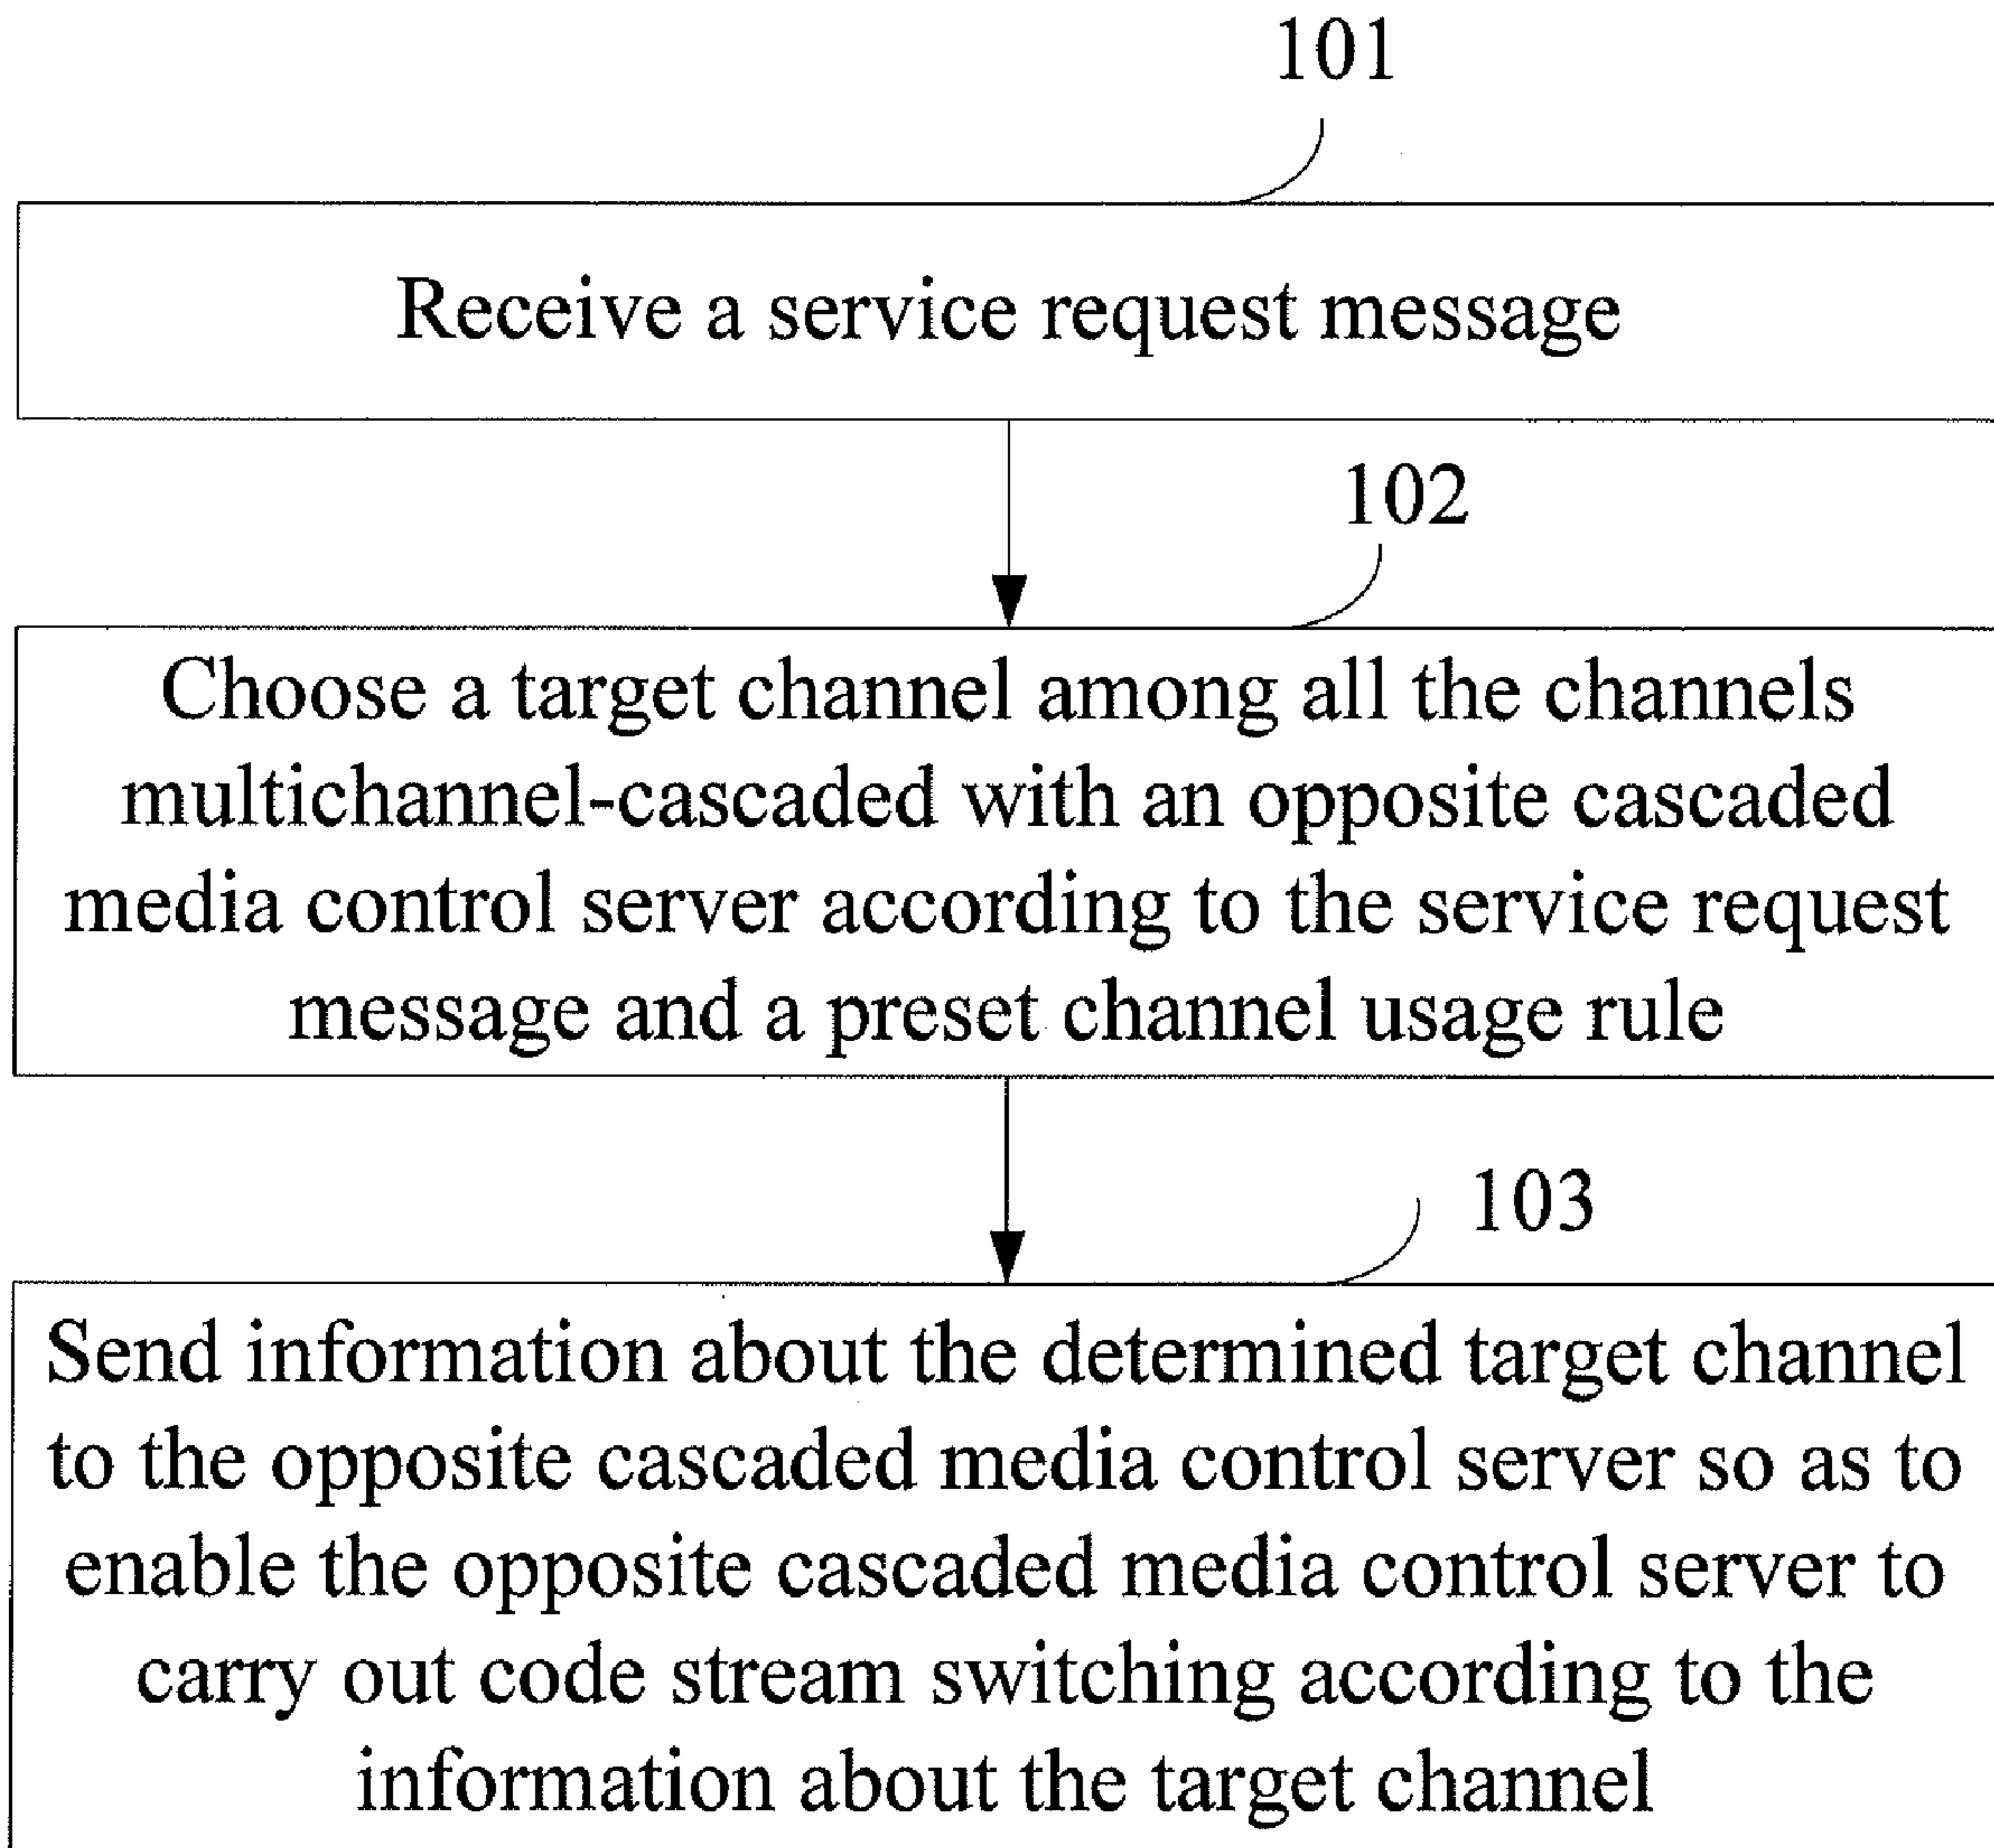 101
Receive a service request message
102
Choose a target channel among all the channels
multichannel-cascaded with an opposite cascaded
media control server according to the service request
message and a preset channel usage rule
103
Send information about the determined target channel
to the opposite cascaded media control server so as to
enable the opposite cascaded media control server to
carry out code stream switching according to the
information about the target channel